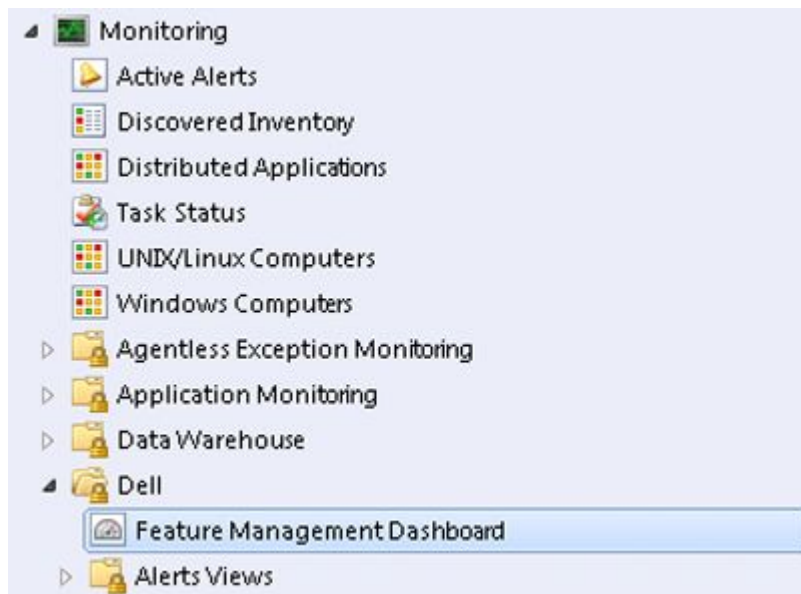 Monitoring
Active Alerts
Discovered Inventory
Distributed Applications
Task Status
UNIX/Linux Computers
Windows Computers
Agentless Exception Monitoring
Application Monitoring
Data Warehouse
Dell
Feature Management Dashboard
Alerts Views